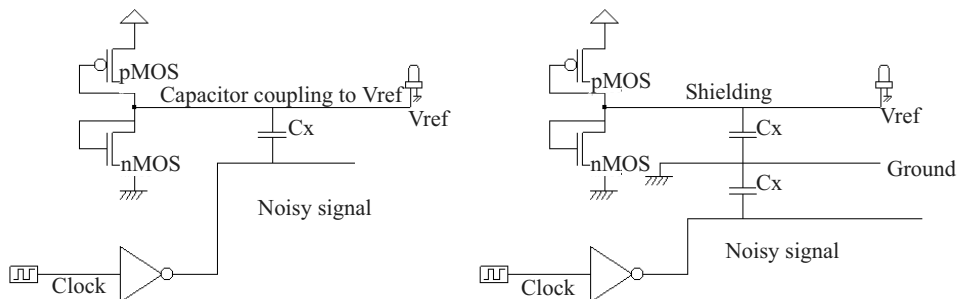 pMOS
Capacitor coupling to Vref
Vref
Cx
nMOS
Noisy signal
Clock
pMOS
Shielding
Vref
Cx
nMOS
Ground
Cx
Noisy signal
Clock